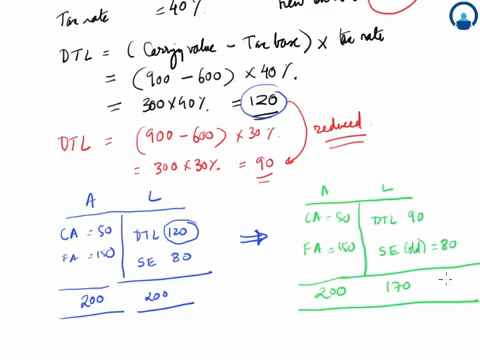 Tax rate = 40%
new
DTL = (Carrying value - Tax base) × tax rate
= (900 - 600) × 40%
= 300 × 40% = 120
DTL = (900 - 600) × 30%
reduced
= 300 × 30% = 90
A L
CA = 50 DTL 120
FA = 150 SE 80
200 200
⇒
A L
CA = 50 DTL 90
FA = 150 SE (old) = 80
200 170